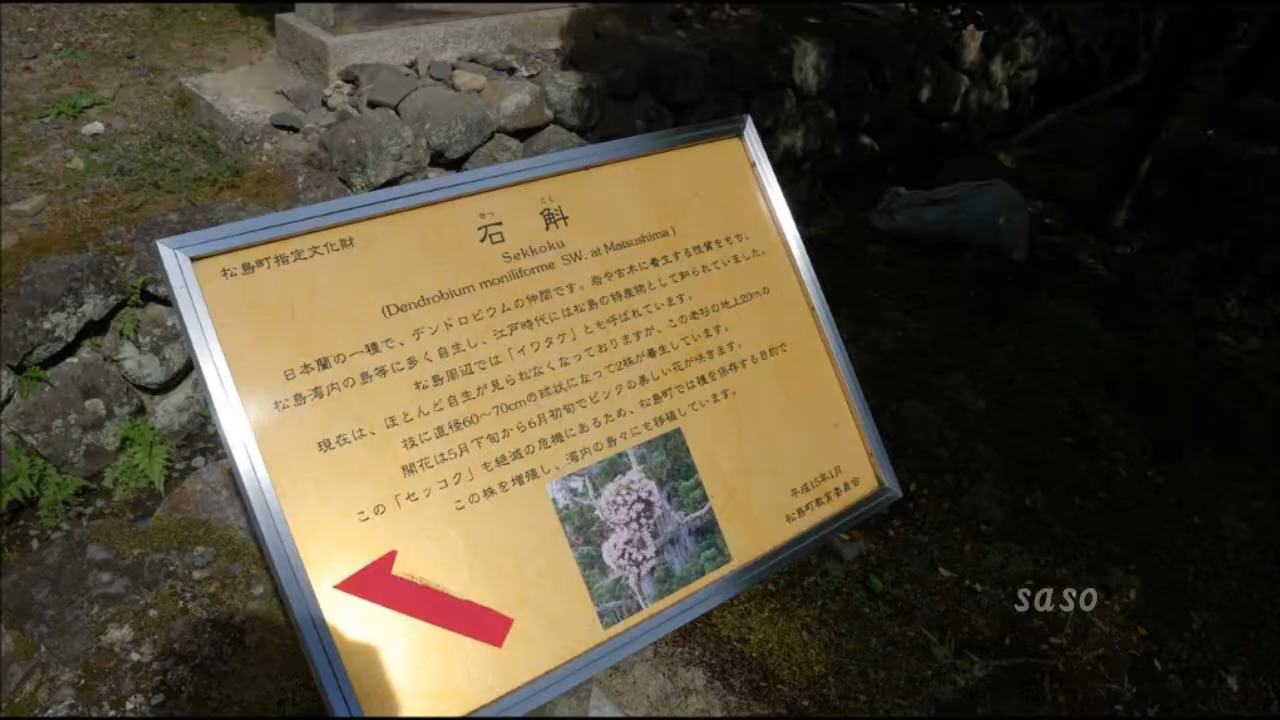 松島町指定文化財
せっ こく
石 斛
Sekkoku
(Dendrobium moniliforme SW. at Matsushima)
日本蘭の一種で、デンドロビウムの仲間です。岩や古木に着生する性質をもち、
松島湾内の島等に多く自生し、江戸時代には松島の特産物として知られていました。
松島周辺では「イワタケ」とも呼ばれています。
現在は、ほとんど自生が見られなくなっておりますが、この老杉の地上20mの
枝に直径60〜70cmの球状になって2株が着生しています。
開花は5月下旬から6月初旬でピンクの美しい花が咲きます。
この「セッコク」も絶滅の危機にあるため、松島町では種を保存する目的で
この株を増殖し、湾内の島々にも移植しています。
平成15年1月
松島町教育委員会
saso